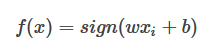 f(x) = sign(wx_i + b)